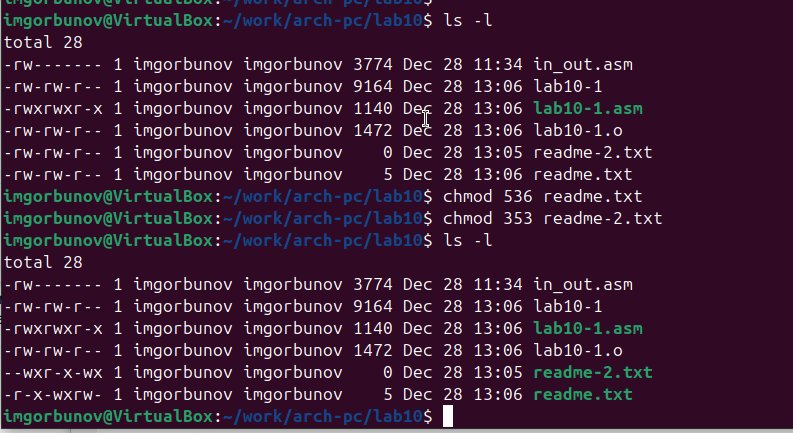 imgorbunov@VirtualBox:~/work/arch-pc/lab10$ ls -l
total 28
-rw------- 1 imgorbunov imgorbunov 3774 Dec 28 11:34 in_out.asm
-rw-rw-r-- 1 imgorbunov imgorbunov 9164 Dec 28 13:06 lab10-1
-rwxrwxr-x 1 imgorbunov imgorbunov 1140 Dec 28 13:06 lab10-1.asm
-rw-rw-r-- 1 imgorbunov imgorbunov 1472 Dec 28 13:06 lab10-1.o
-rw-rw-r-- 1 imgorbunov imgorbunov    0 Dec 28 13:05 readme-2.txt
-rw-rw-r-- 1 imgorbunov imgorbunov    5 Dec 28 13:06 readme.txt
imgorbunov@VirtualBox:~/work/arch-pc/lab10$ chmod 536 readme.txt
imgorbunov@VirtualBox:~/work/arch-pc/lab10$ chmod 353 readme-2.txt
imgorbunov@VirtualBox:~/work/arch-pc/lab10$ ls -l
total 28
-rw------- 1 imgorbunov imgorbunov 3774 Dec 28 11:34 in_out.asm
-rw-rw-r-- 1 imgorbunov imgorbunov 9164 Dec 28 13:06 lab10-1
-rwxrwxr-x 1 imgorbunov imgorbunov 1140 Dec 28 13:06 lab10-1.asm
-rw-rw-r-- 1 imgorbunov imgorbunov 1472 Dec 28 13:06 lab10-1.o
--wxr-x-wx 1 imgorbunov imgorbunov    0 Dec 28 13:05 readme-2.txt
-r-x-wxrw- 1 imgorbunov imgorbunov    5 Dec 28 13:06 readme.txt
imgorbunov@VirtualBox:~/work/arch-pc/lab10$